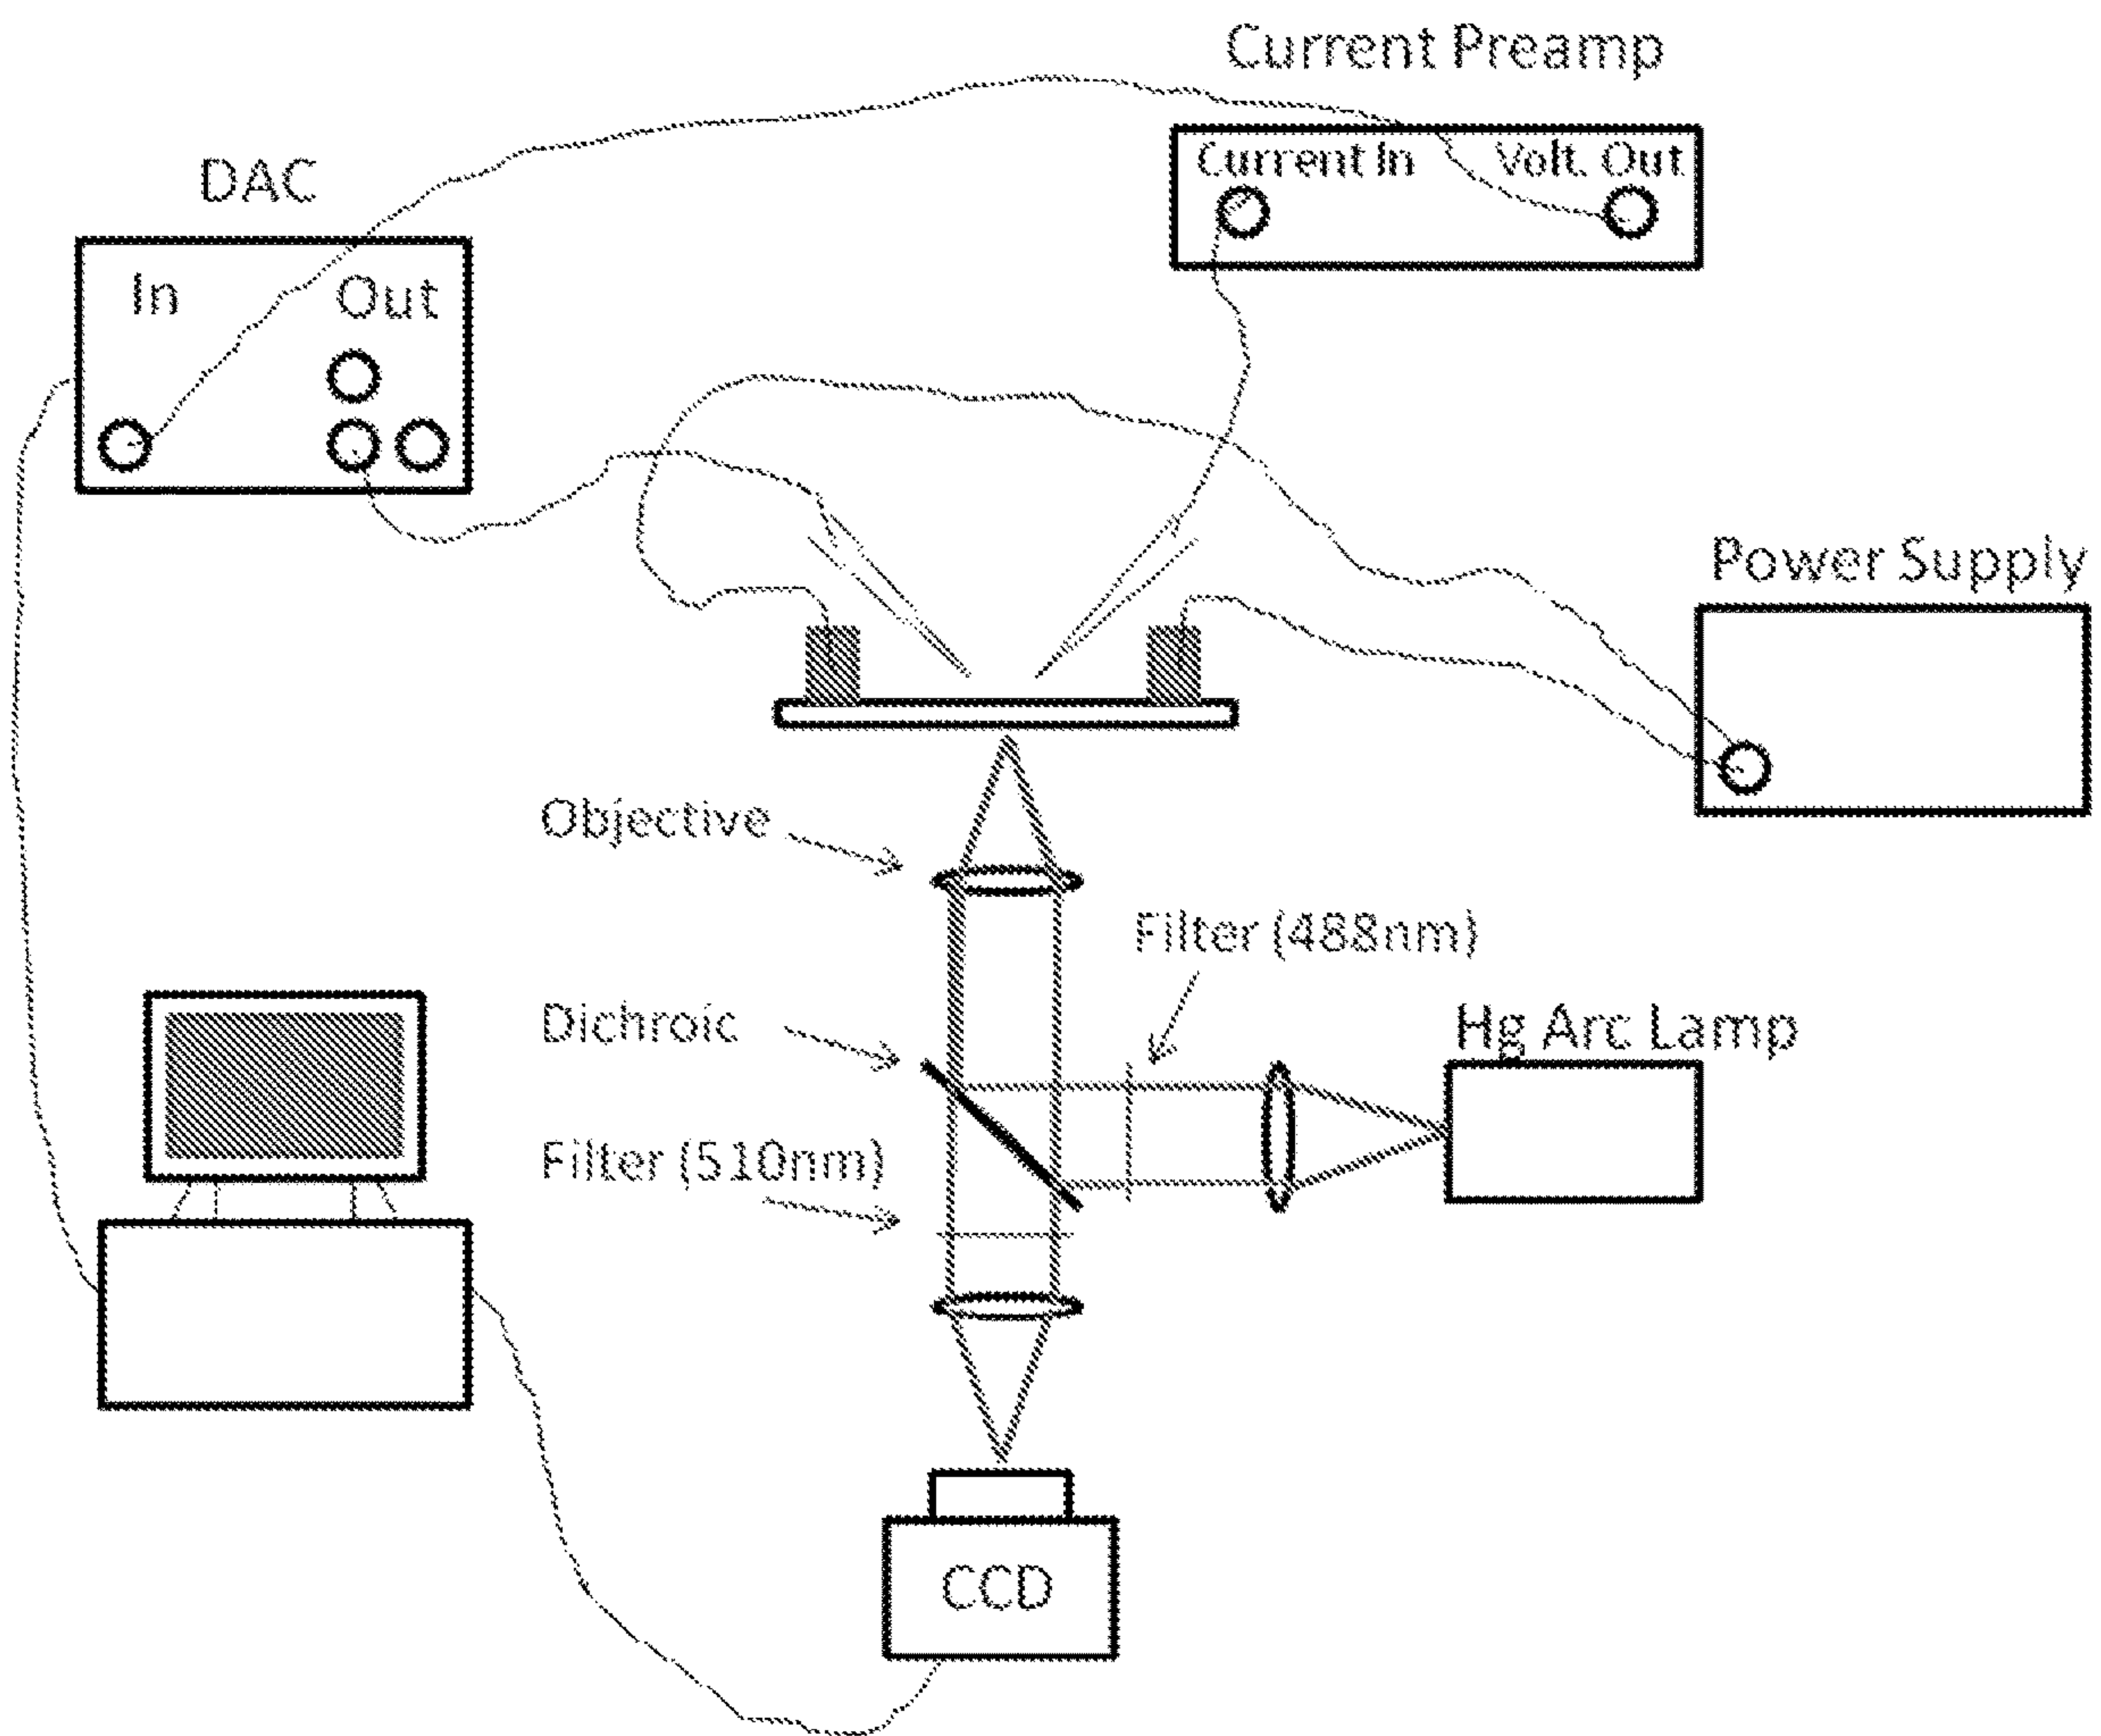 Current Preamp
Current In Volt. Out
DAC
In Out
Power Supply
Objective
Filter (488nm)
Dichroic
Hg Arc Lamp
Filter (510nm)
CCD